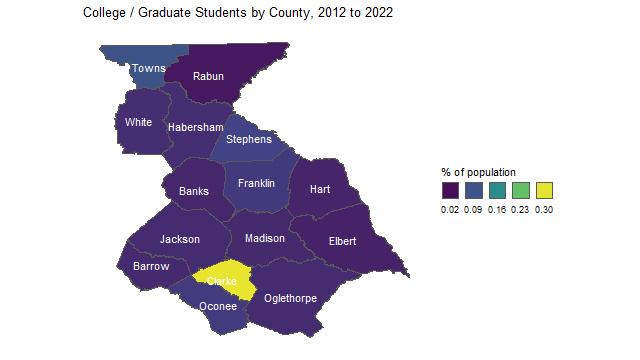 College / Graduate Students by County, 2012 to 2022
Towns
Rabun
White
Habersham
Stephens
Banks
Franklin
Hart
Jackson
Madison
Elbert
Barrow
Clarke
Oconee
Oglethorpe
% of population
0.02 0.09 0.16 0.23 0.30